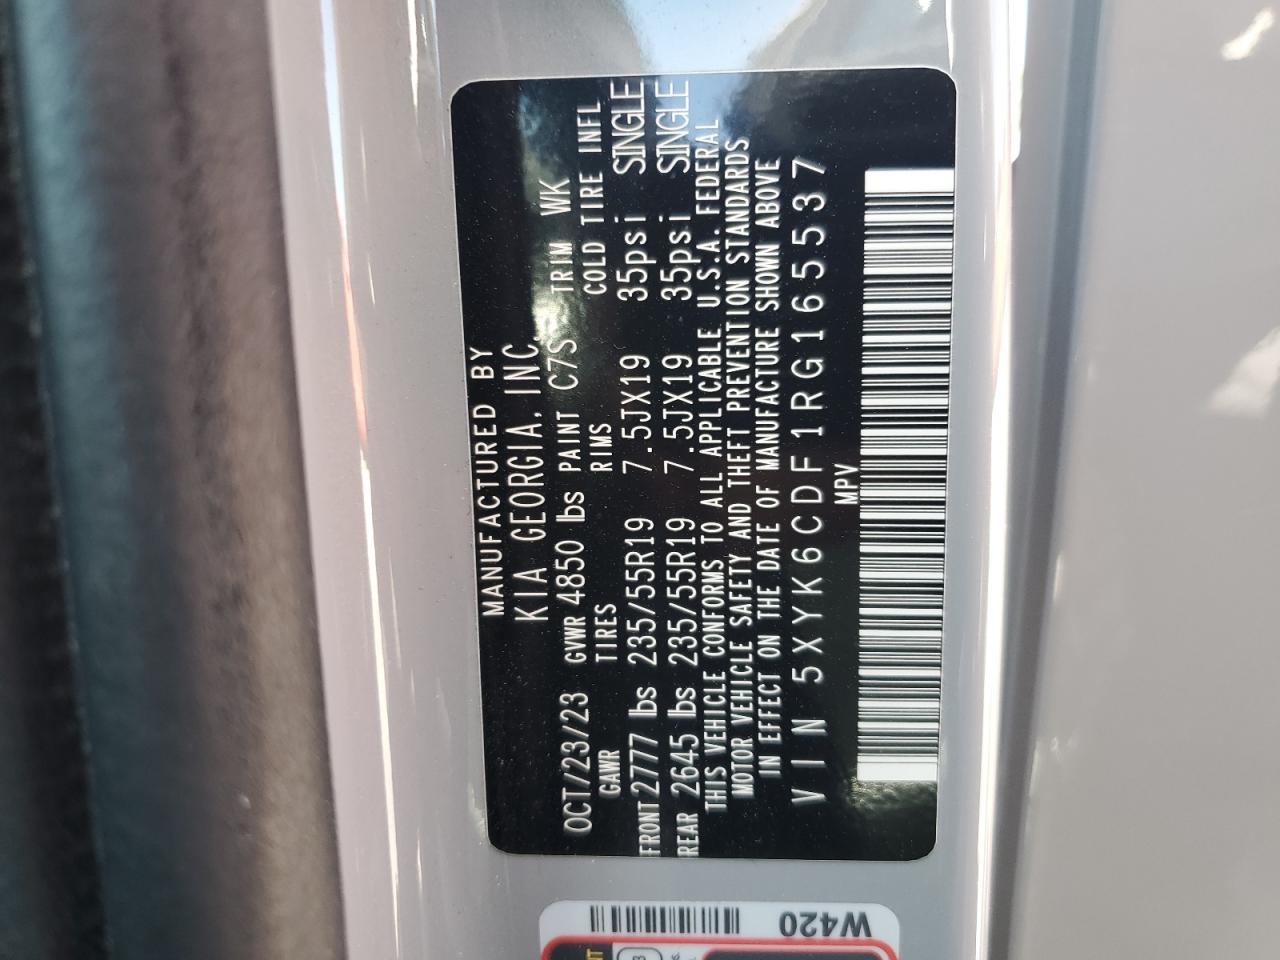 MANUFACTURED BY
KIA GEORGIA, INC
OCT/23/23 GVWR 4850 lbs PAINT C7S TRIM WK
GAWR TIRES RIMS COLD TIRE INFL
FRONT 2777 lbs 235/55R19 7.5JX19 35psi SINGLE
REAR 2645 lbs 235/55R19 7.5JX19 35psi SINGLE
THIS VEHICLE CONFORMS TO ALL APPLICABLE U.S.A. FEDERAL
MOTOR VEHICLE SAFETY AND THEFT PREVENTION STANDARDS
IN EFFECT ON THE DATE OF MANUFACTURE SHOWN ABOVE
VIN 5XYK6CDF1RG165537
MPV
W420